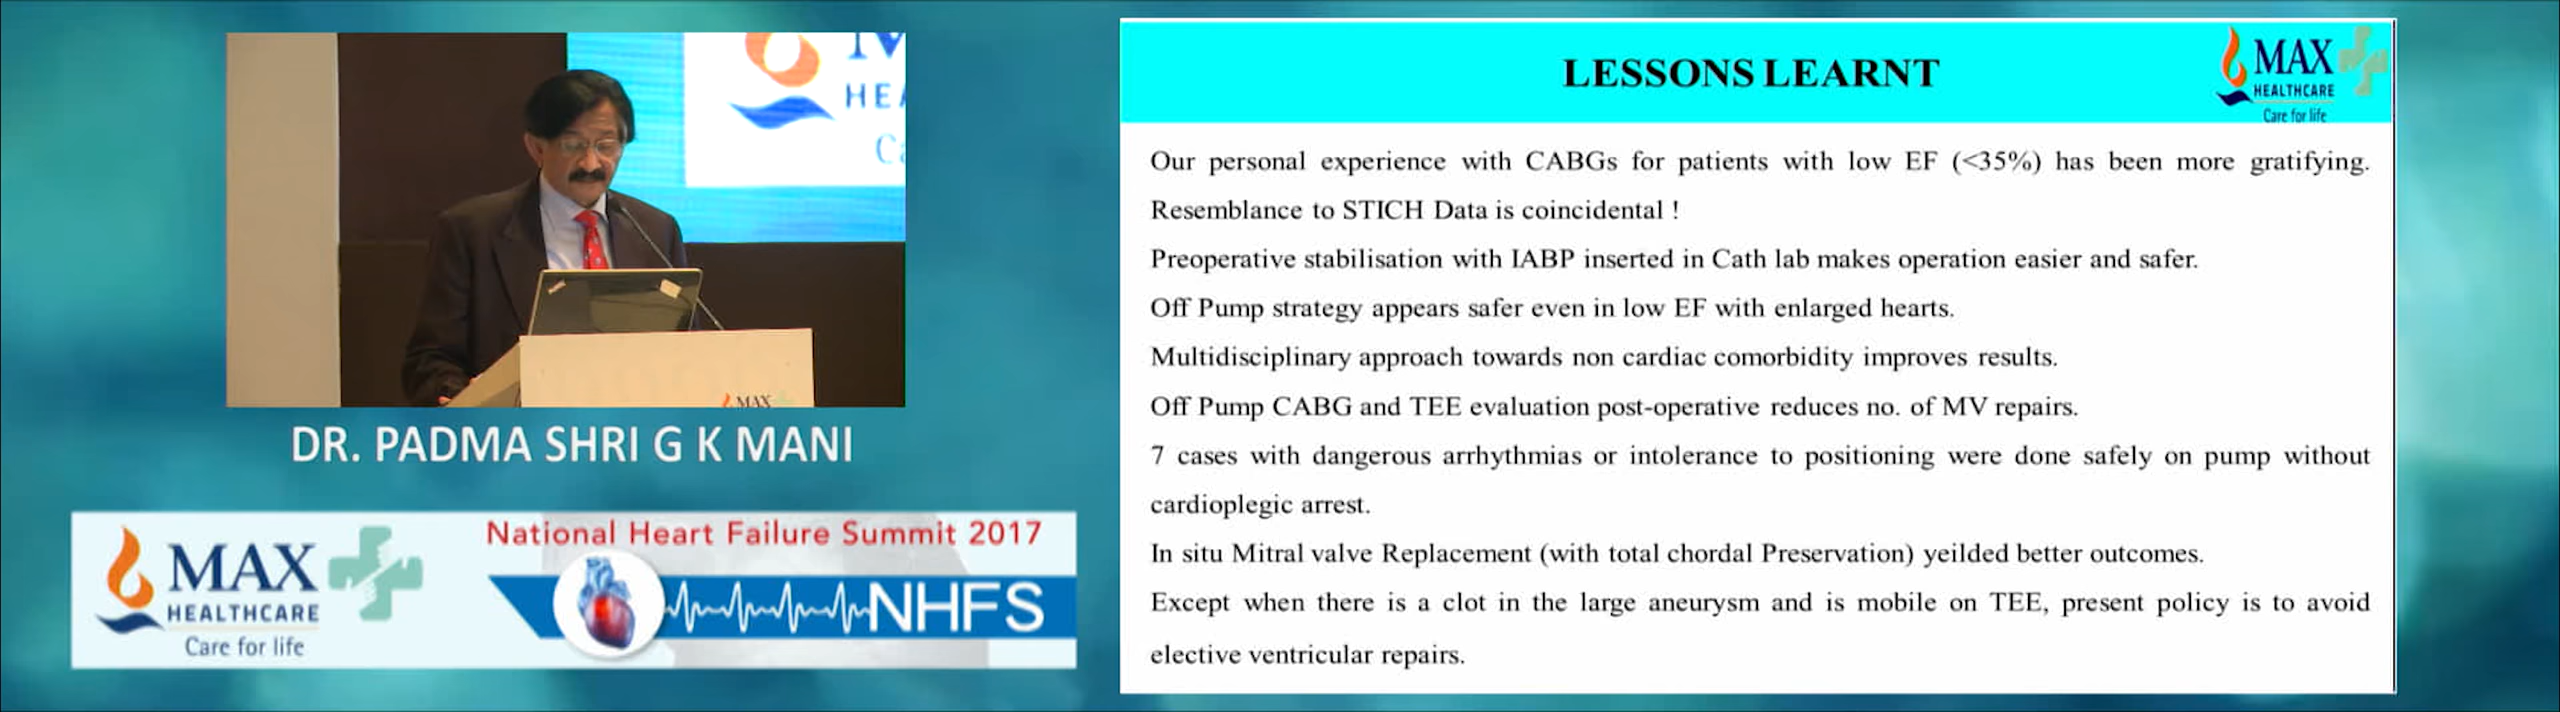 HEA
Ca
MAX
DR. PADMA SHRI G K MANI
MAX
HEALTHCARE
Care for life
National Heart Failure Summit 2017
NHFS
LESSONS LEARNT
MAX
HEALTHCARE
Care for life
Our personal experience with CABGs for patients with low EF (<35%) has been more gratifying.
Resemblance to STICH Data is coincidental !
Preoperative stabilisation with IABP inserted in Cath lab makes operation easier and safer.
Off Pump strategy appears safer even in low EF with enlarged hearts.
Multidisciplinary approach towards non cardiac comorbidity improves results.
Off Pump CABG and TEE evaluation post-operative reduces no. of MV repairs.
7 cases with dangerous arrhythmias or intolerance to positioning were done safely on pump without
cardioplegic arrest.
In situ Mitral valve Replacement (with total chordal Preservation) yeilded better outcomes.
Except when there is a clot in the large aneurysm and is mobile on TEE, present policy is to avoid
elective ventricular repairs.